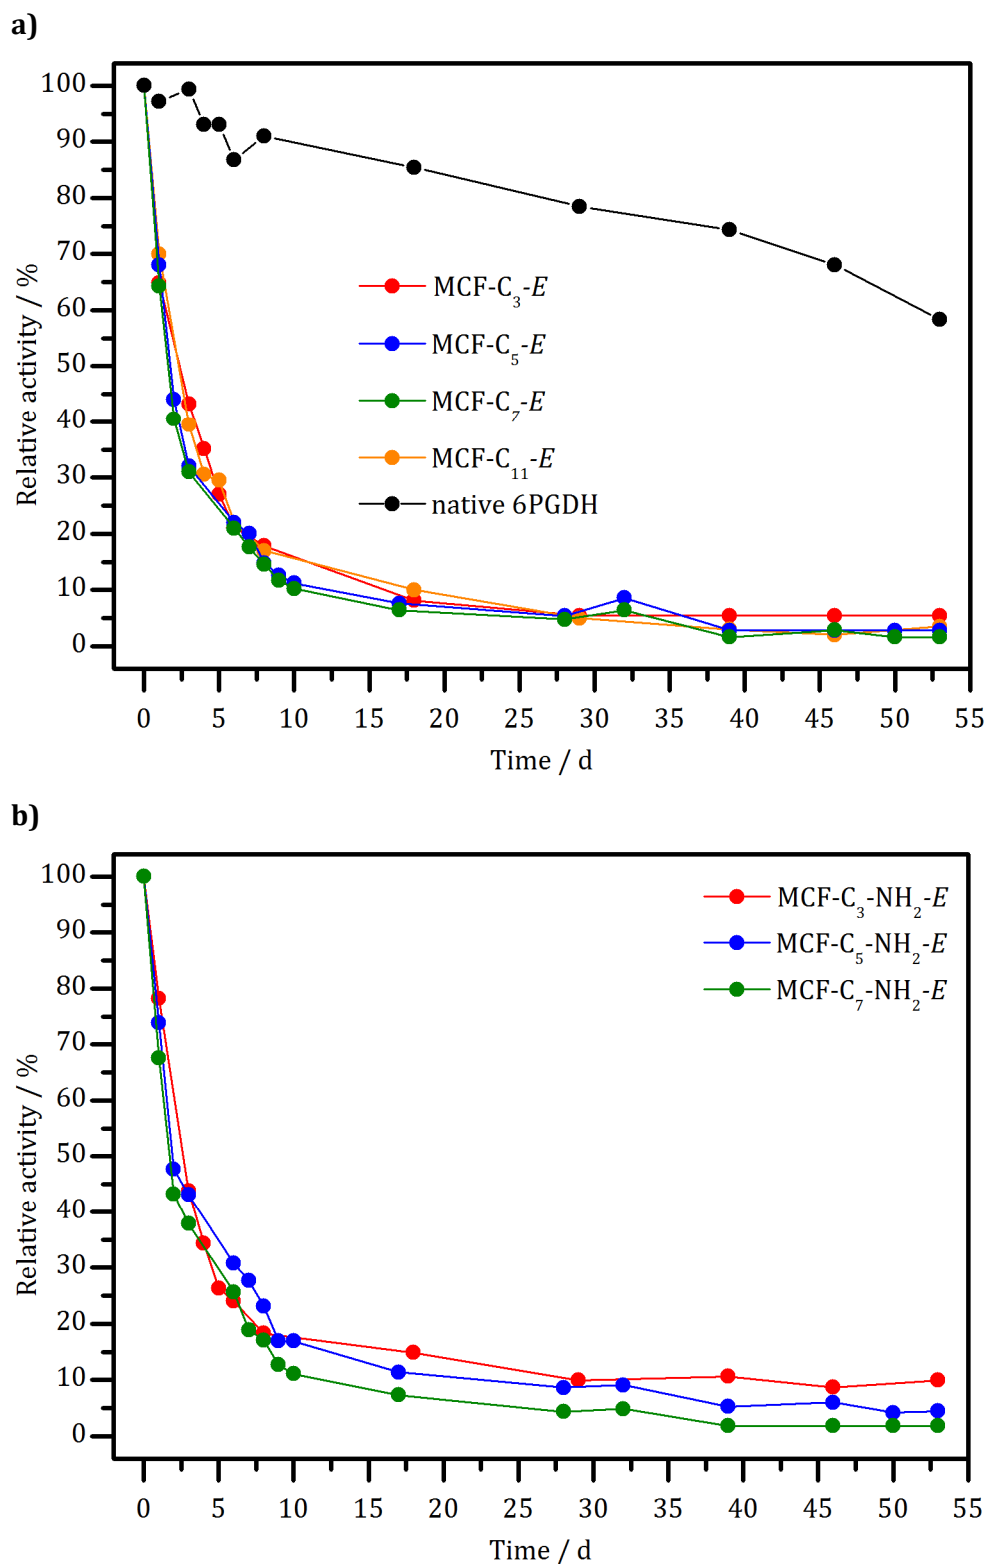 a)
100
90
80
70
60
50
40
30
20
10
0
Relative activity / %
MCF-C3-E
MCF-C5-E
MCF-C7-E
MCF-C11-E
native 6PGDH
0 5 10 15 20 25 30 35 40 45 50 55
Time / d
b)
100
90
80
70
60
50
40
30
20
10
0
Relative activity / %
MCF-C3-NH2-E
MCF-C5-NH2-E
MCF-C7-NH2-E
0 5 10 15 20 25 30 35 40 45 50 55
Time / d